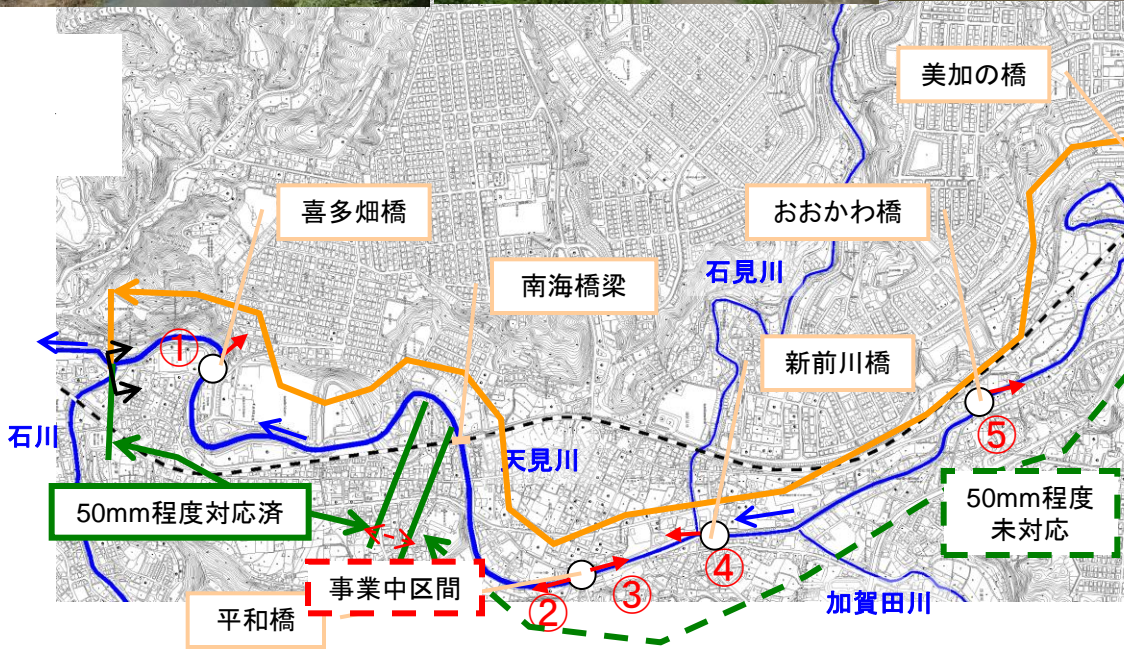 美加の橋
喜多畑橋
おおかわ橋
石見川
南海橋梁
新前川橋
①
石川
天見川
⑤
50mm程度対応済
50mm程度
未対応
④
事業中区間
③
②
加賀田川
平和橋